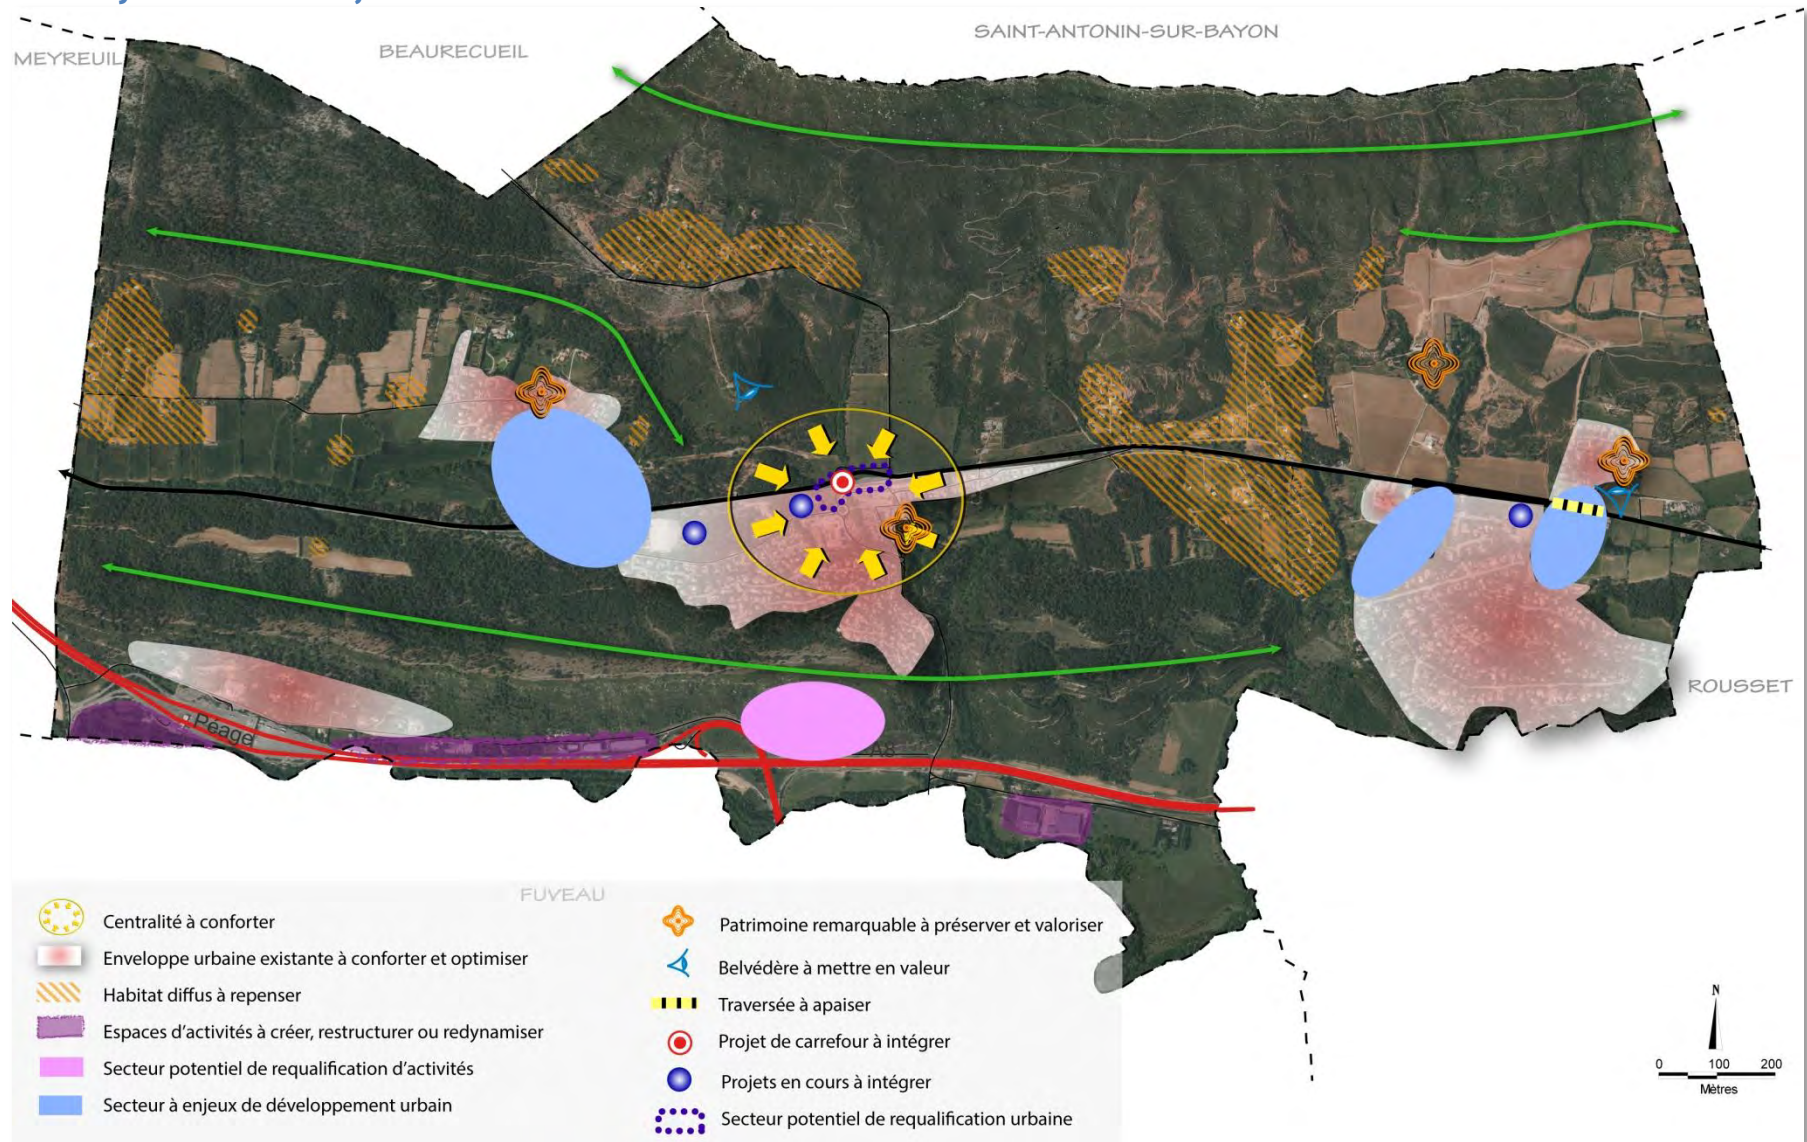 SAINT-ANTONIN-SUR-BAYON
BEAURECUEIL
MEYREUIL
ROUSSET
Péage
A8
FUVEAU
Centralité à conforter
Enveloppe urbaine existante à conforter et optimiser
Habitat diffus à repenser
Espaces d'activités à créer, restructurer ou redynamiser
Secteur potentiel de requalification d'activités
Secteur à enjeux de développement urbain
Patrimoine remarquable à préserver et valoriser
Belvédère à mettre en valeur
Traversée à apaiser
Projet de carrefour à intégrer
Projets en cours à intégrer
Secteur potentiel de requalification urbaine
N
0 100 200
Mètres